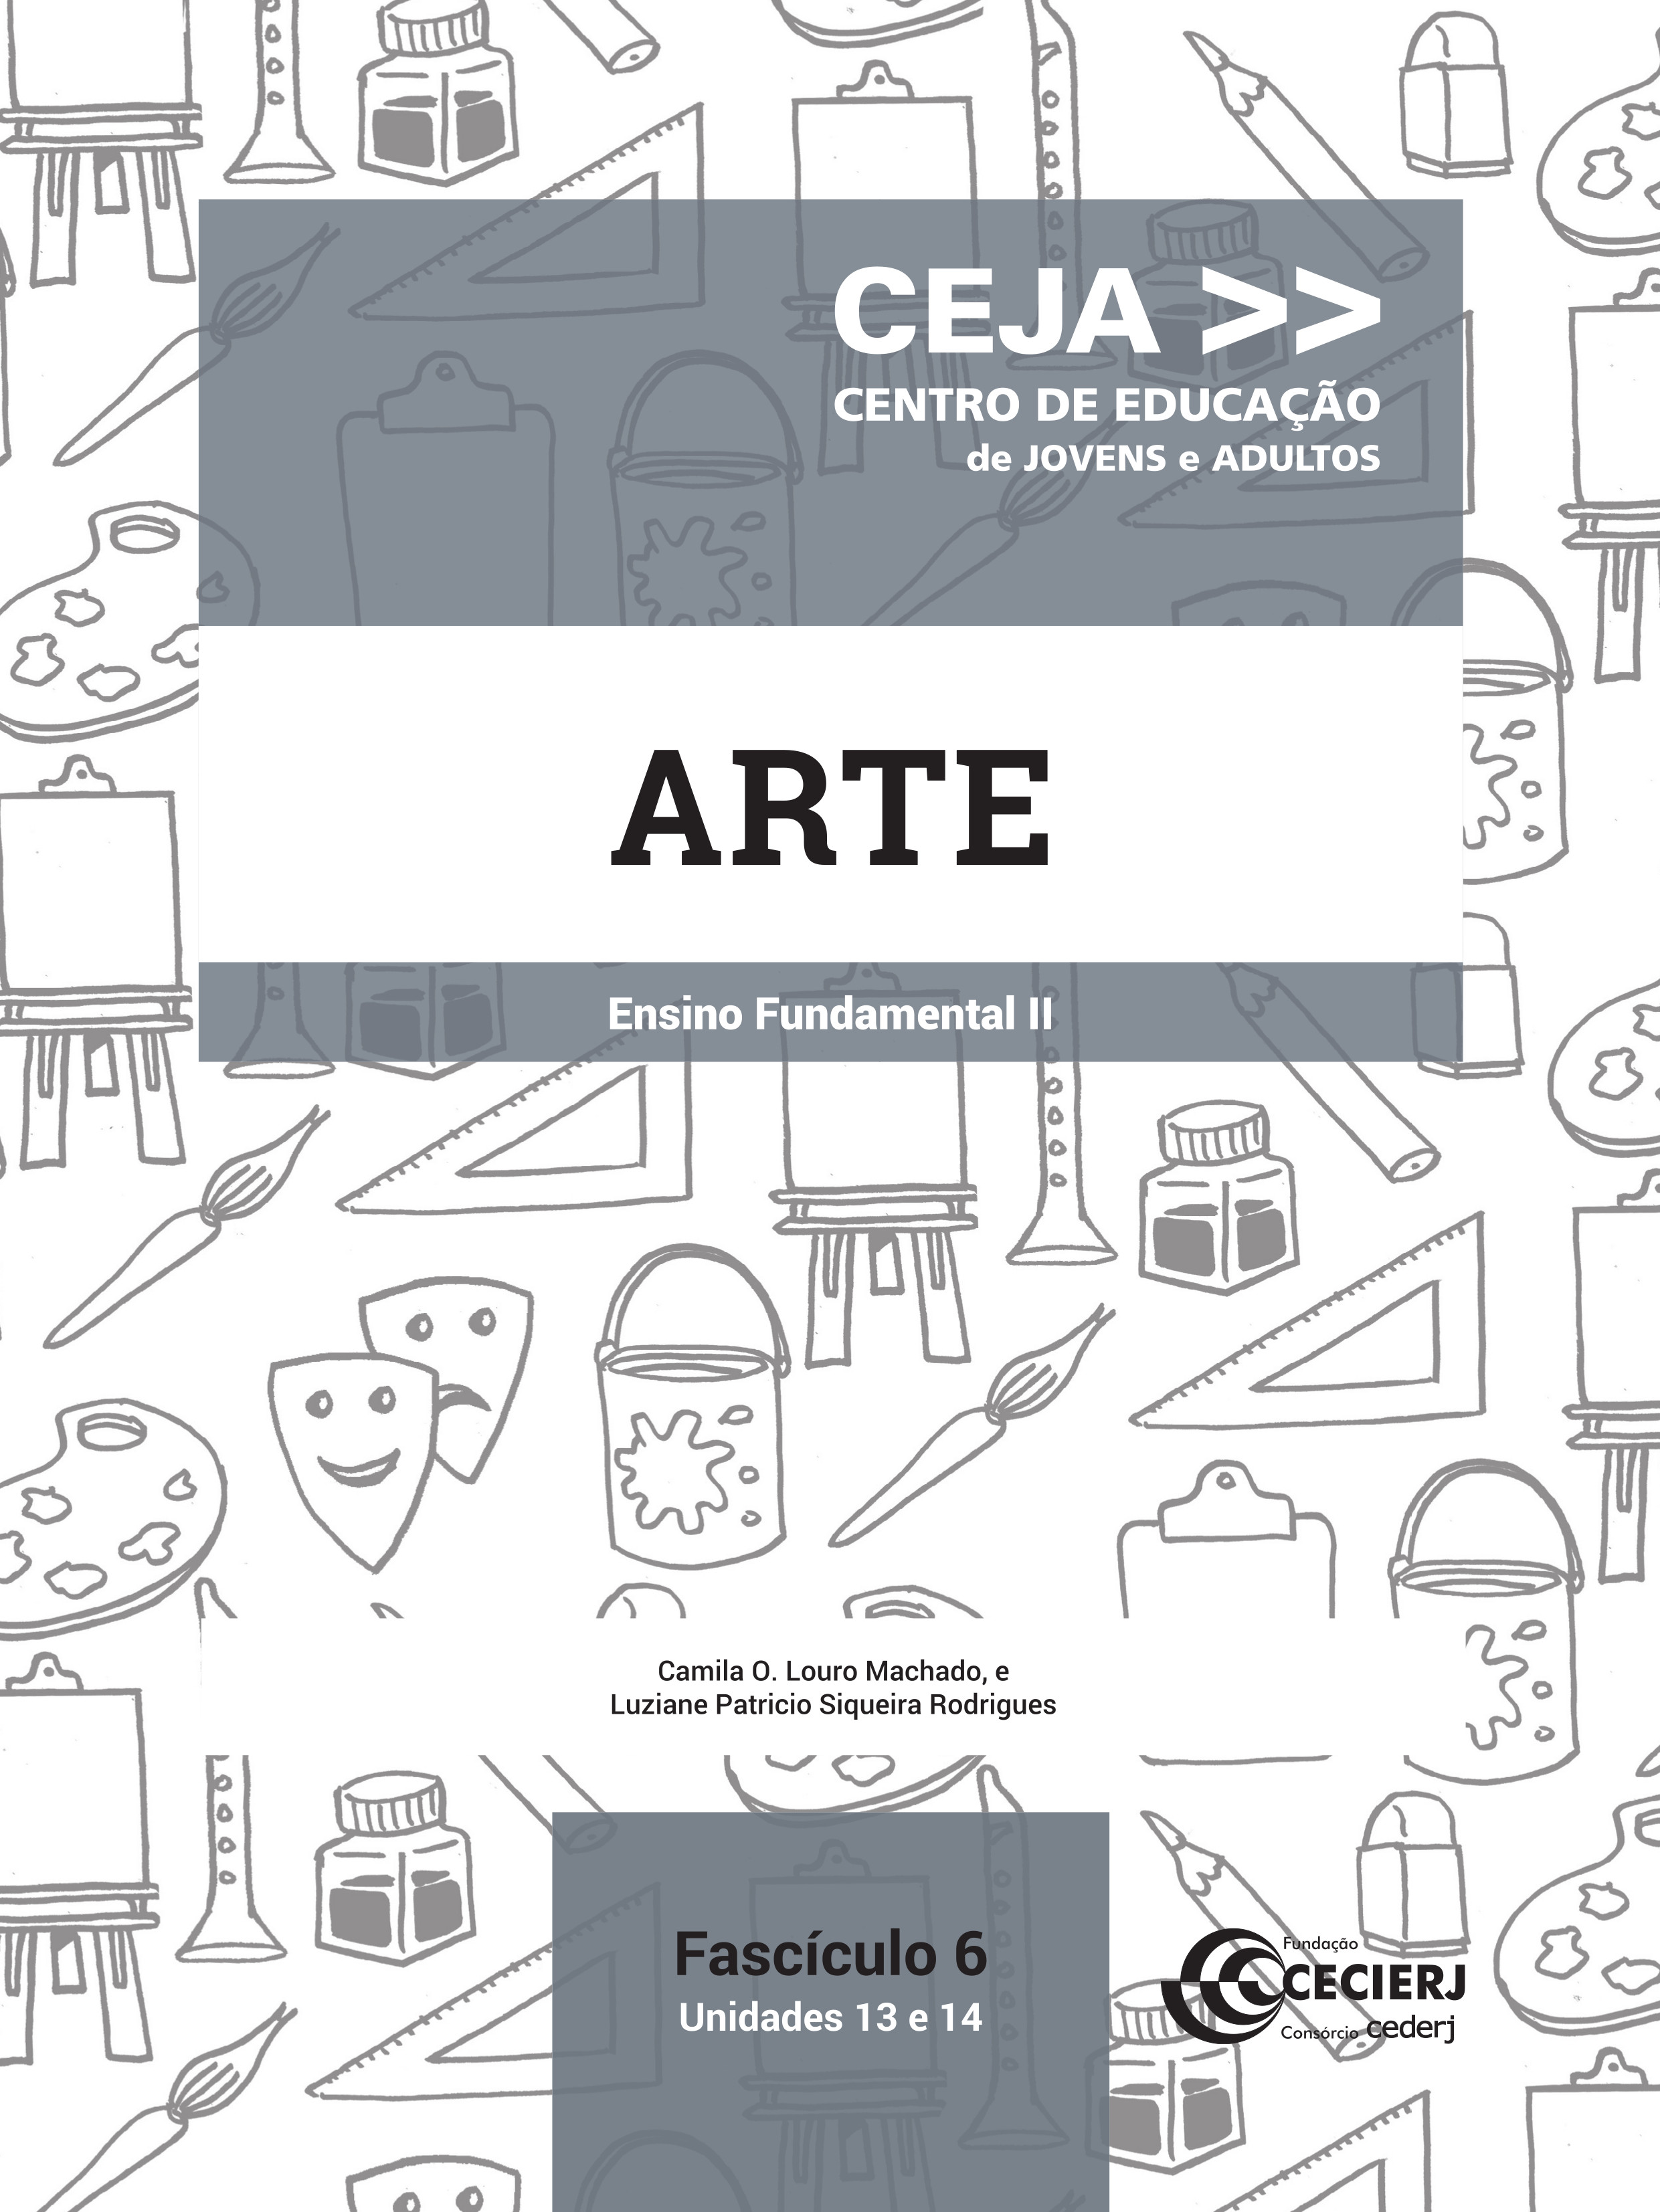 CEJA >>
CENTRO DE EDUCAÇÃO
de JOVENS e ADULTOS
ARTE
Ensino Fundamental II
Camila O. Louro Machado, e
Luziane Patricio Siqueira Rodrigues
Fascículo 6
Unidades 13 e 14
Fundação
CECIERJ
Consórcio cederj